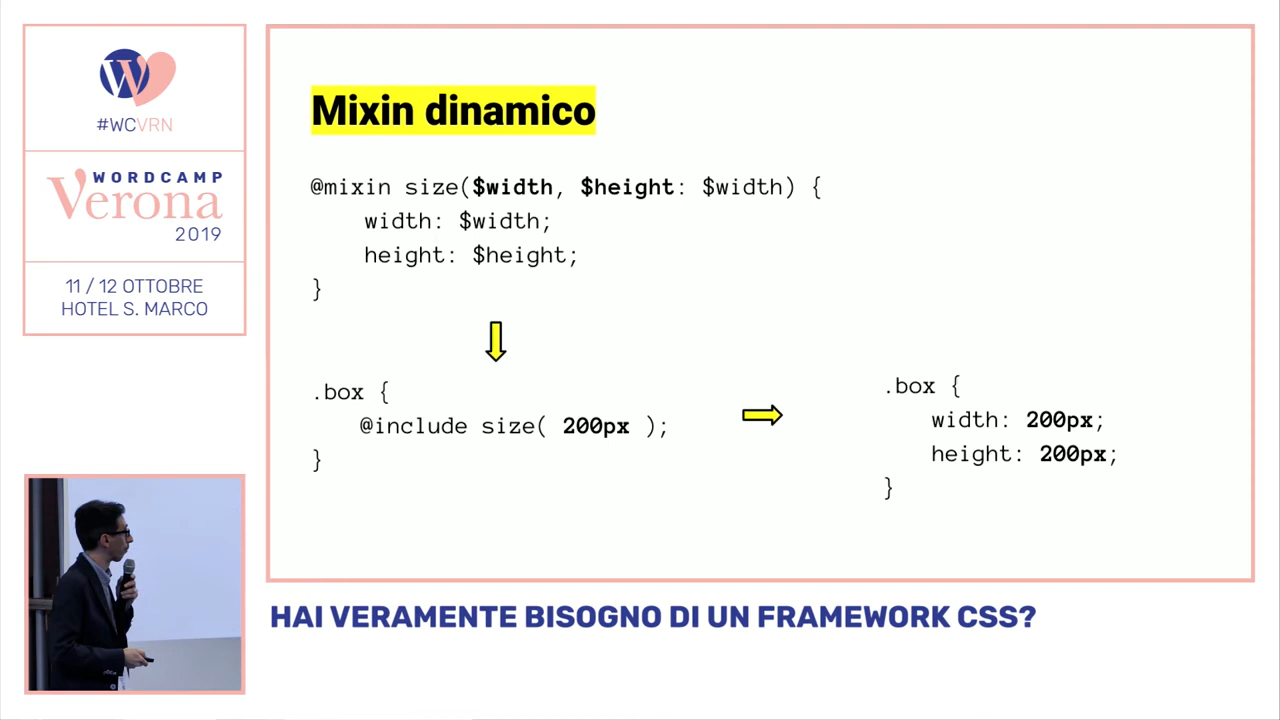 #WCVRN
WORDCAMP
Verona
2019
11 / 12 OTTOBRE
HOTEL S. MARCO
Mixin dinamico
@mixin size($width, $height: $width) {
width: $width;
height: $height;
}
.box {
@include size( 200px );
}
.box {
width: 200px;
height: 200px;
}
HAI VERAMENTE BISOGNO DI UN FRAMEWORK CSS?